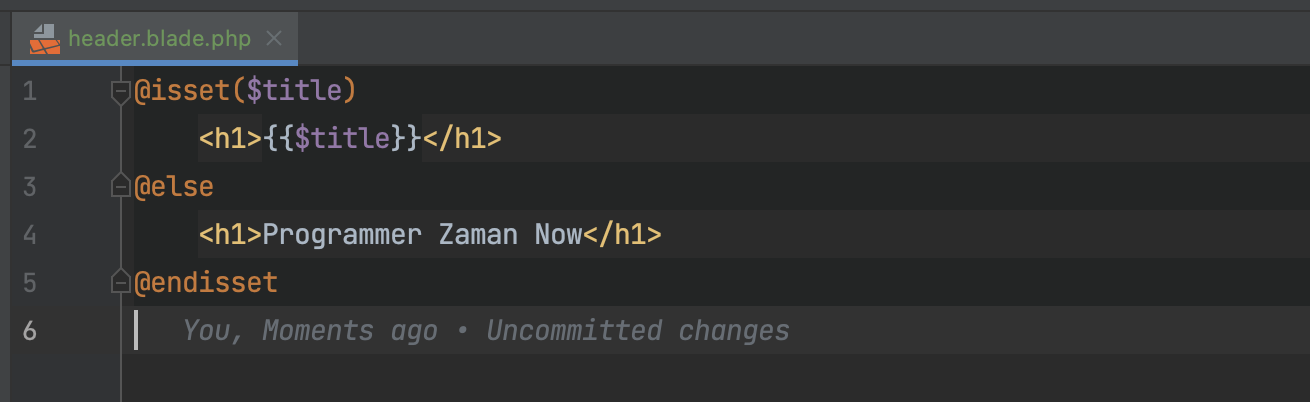 header.blade.php
1 @isset($title)
2 <h1>{{$title}}</h1>
3 @else
4 <h1>Programmer Zaman Now</h1>
5 @endisset
6 You, Moments ago • Uncommitted changes